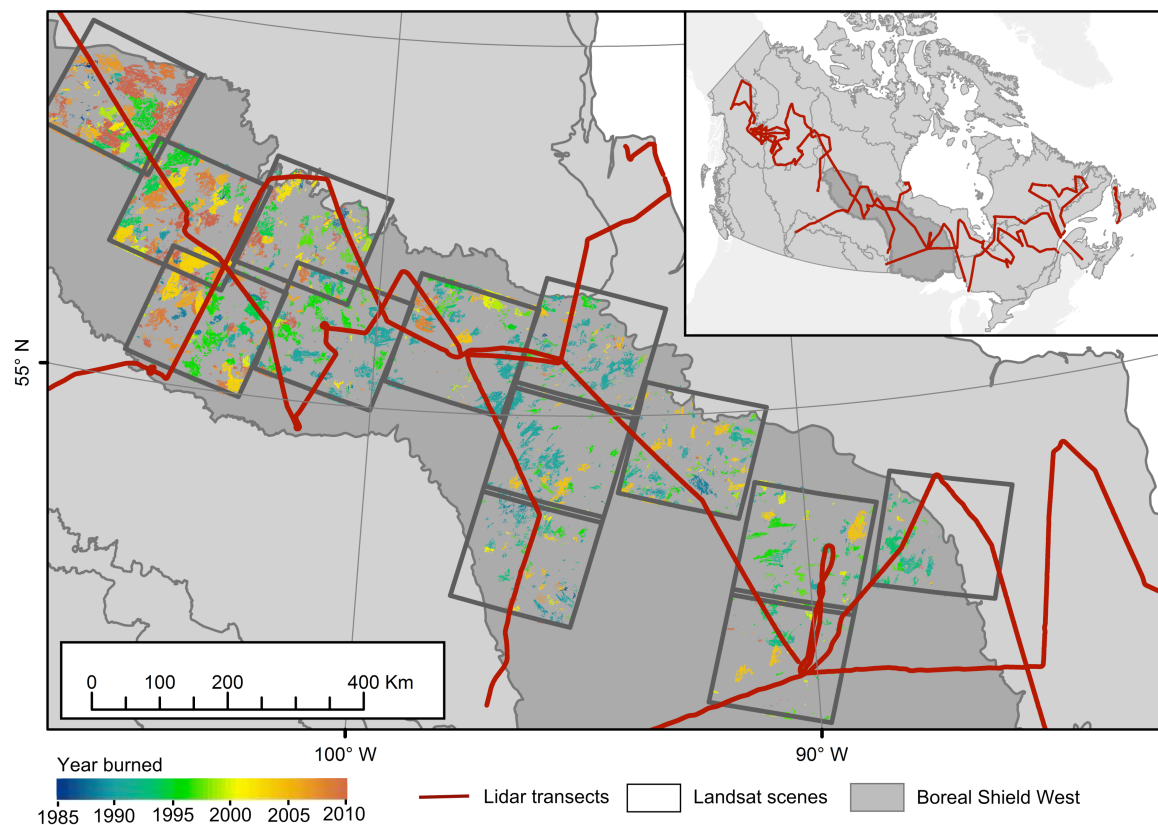 55° N
0 100 200 400 Km
100° W 90° W
Year burned
1985 1990 1995 2000 2005 2010
Lidar transects Landsat scenes Boreal Shield West